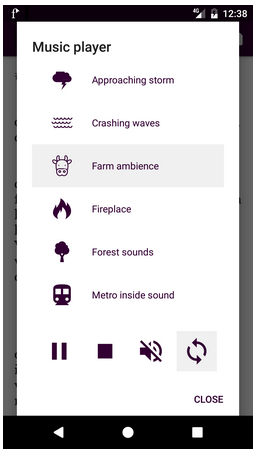 4G 12:38
Music player
Approaching storm
Crashing waves
Farm ambience
Fireplace
Forest sounds
Metro inside sound
CLOSE